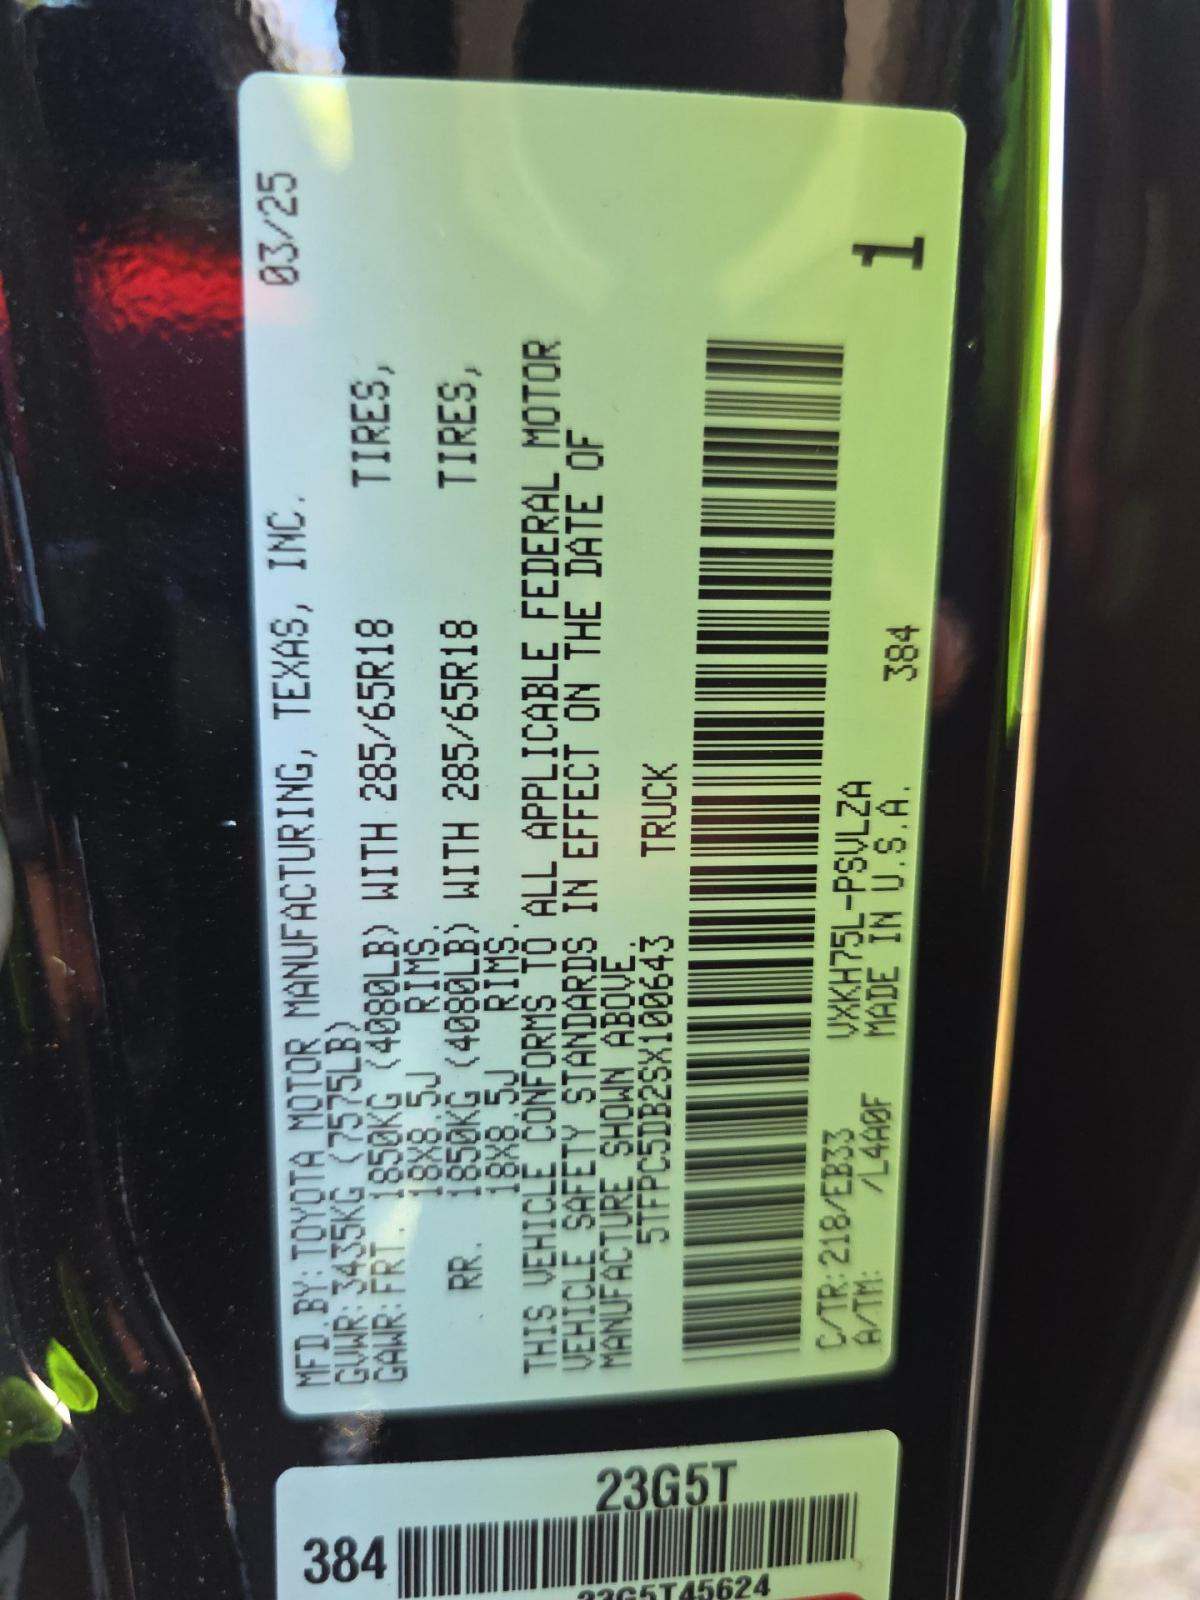 MFD.BY:TOYOTA MOTOR MANUFACTURING, TEXAS, INC. 03/25
GVWR:3435KG (7575LB)
GAWR:FRT. 1850KG (4080LB) WITH 285/65R18 TIRES,
18X8.5J RIMS.
RR. 1850KG (4080LB) WITH 285/65R18 TIRES,
18X8.5J RIMS.
THIS VEHICLE CONFORMS TO ALL APPLICABLE FEDERAL MOTOR
VEHICLE SAFETY STANDARDS IN EFFECT ON THE DATE OF
MANUFACTURE SHOWN ABOVE.
5TFPC5DB2SX100643 TRUCK
C/TR:218/EB33 VXKH75L-PSVLZA
A/TM: /L4A0F MADE IN U.S.A. 384
1
384
23G5T
23G5T45624